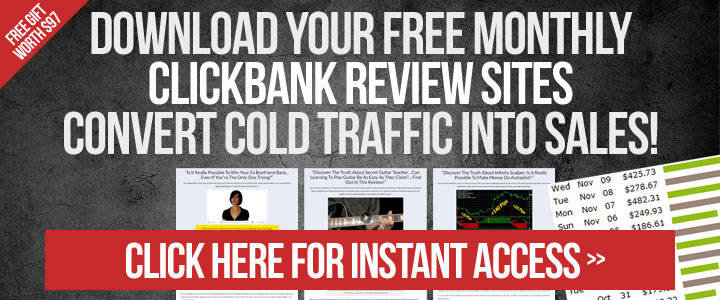 FREE GIFT
WORTH $97
DOWNLOAD YOUR FREE MONTHLY
CLICKBANK REVIEW SITES
CONVERT COLD TRAFFIC INTO SALES!
"Is It Really Possible To Win Your Ex Boyfriend Back..
Even If You're The Only One Trying?"
"Discover The Truth About Secret Guitar Teacher...Can
Learning To Play Guitar Be As Easy As They Claim?...Find
Out In This Review!"
"Discover The Truth About Infinity Scalper: Is It Really
Possible To Make Money On Autopilot?"
Wed Nov 09 $425.73
Tue Nov 08 $278.67
Mon Nov 07 $482.31
Sun Nov 06 $249.93
Nov 05 $186.61
CLICK HERE FOR INSTANT ACCESS >>
Tue
Oct 31